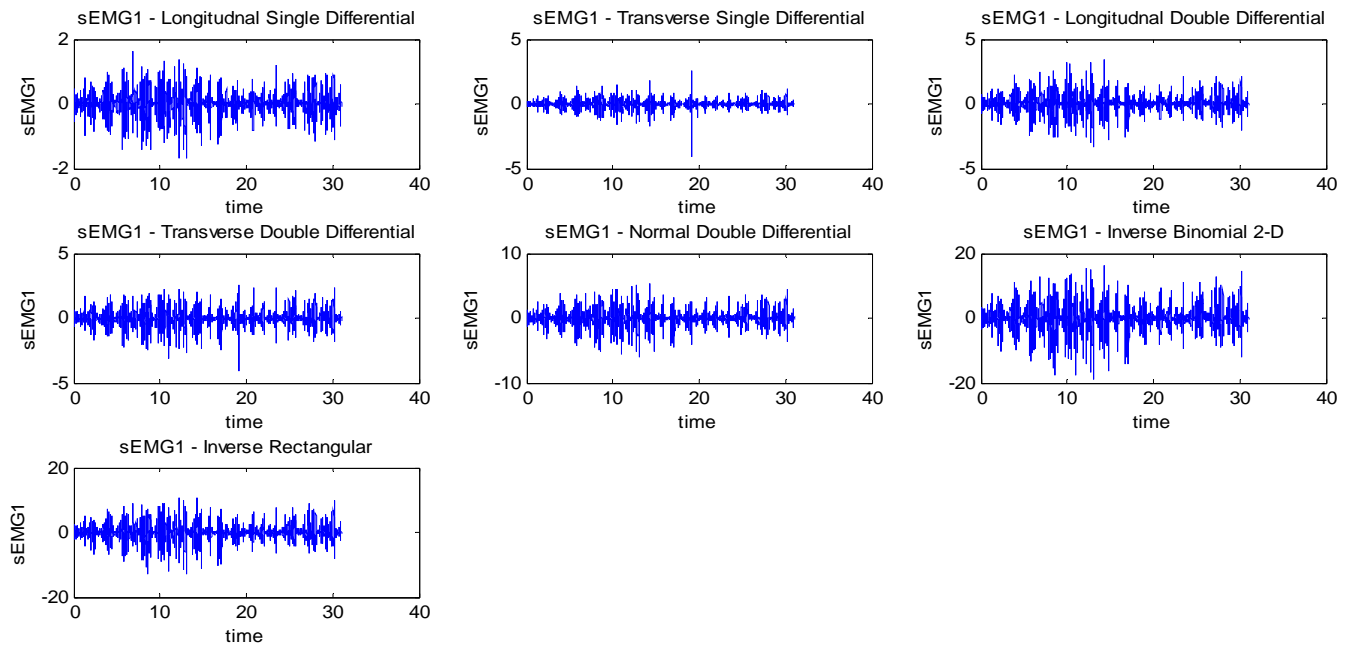 sEMG1 - Longitudnal Single Differential
sEMG1 - Transverse Single Differential
sEMG1 - Longitudnal Double Differential
2
0
-2
sEMG1
0 10 20 30 40
time
5
0
-5
sEMG1
0 10 20 30 40
time
5
0
-5
sEMG1
0 10 20 30 40
time
sEMG1 - Transverse Double Differential
sEMG1 - Normal Double Differential
sEMG1 - Inverse Binomial 2-D
5
0
-5
sEMG1
0 10 20 30 40
time
10
0
-10
sEMG1
0 10 20 30 40
time
20
0
-20
sEMG1
0 10 20 30 40
time
sEMG1 - Inverse Rectangular
20
0
-20
sEMG1
0 10 20 30 40
time